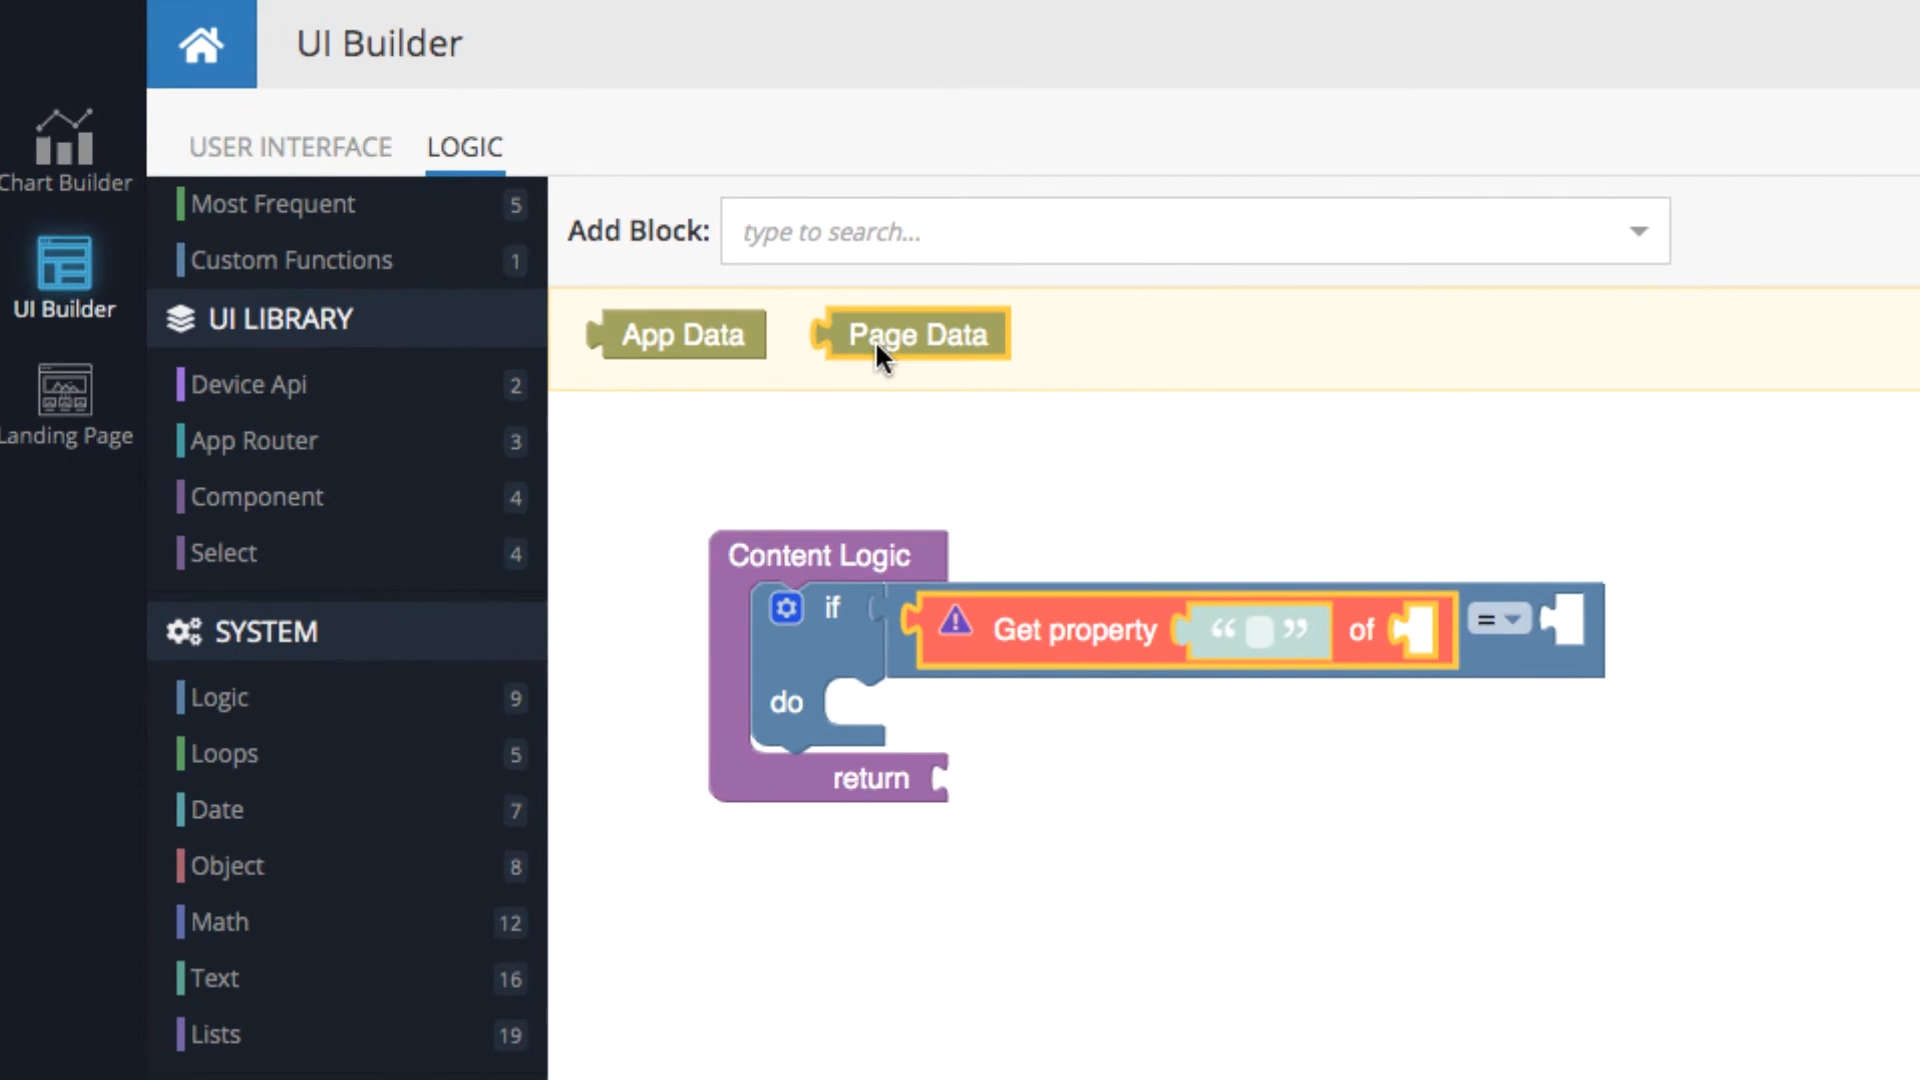 UI Builder
Chart Builder
UI Builder
Landing Page
USER INTERFACE LOGIC
Most Frequent 5
Custom Functions 1
UI LIBRARY
Device Api 2
App Router 3
Component 4
Select 4
SYSTEM
Logic 9
Loops 5
Date 7
Object 8
Math 12
Text 16
Lists 19
Add Block: type to search...
App Data Page Data
Content Logic
if Get property “ ” of =
do
return